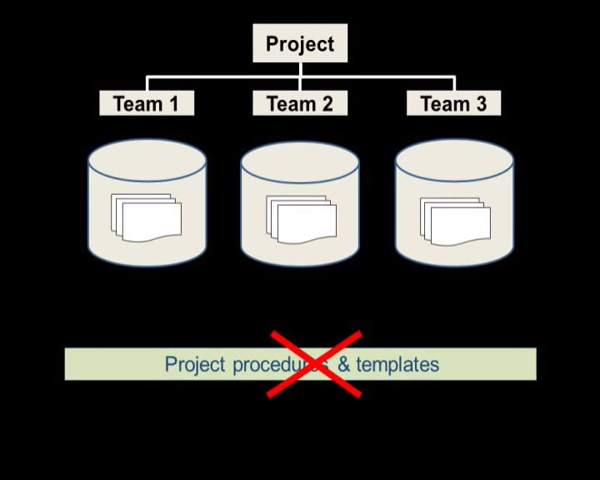 Project
Team 1
Team 2
Team 3
Project procedures & templates